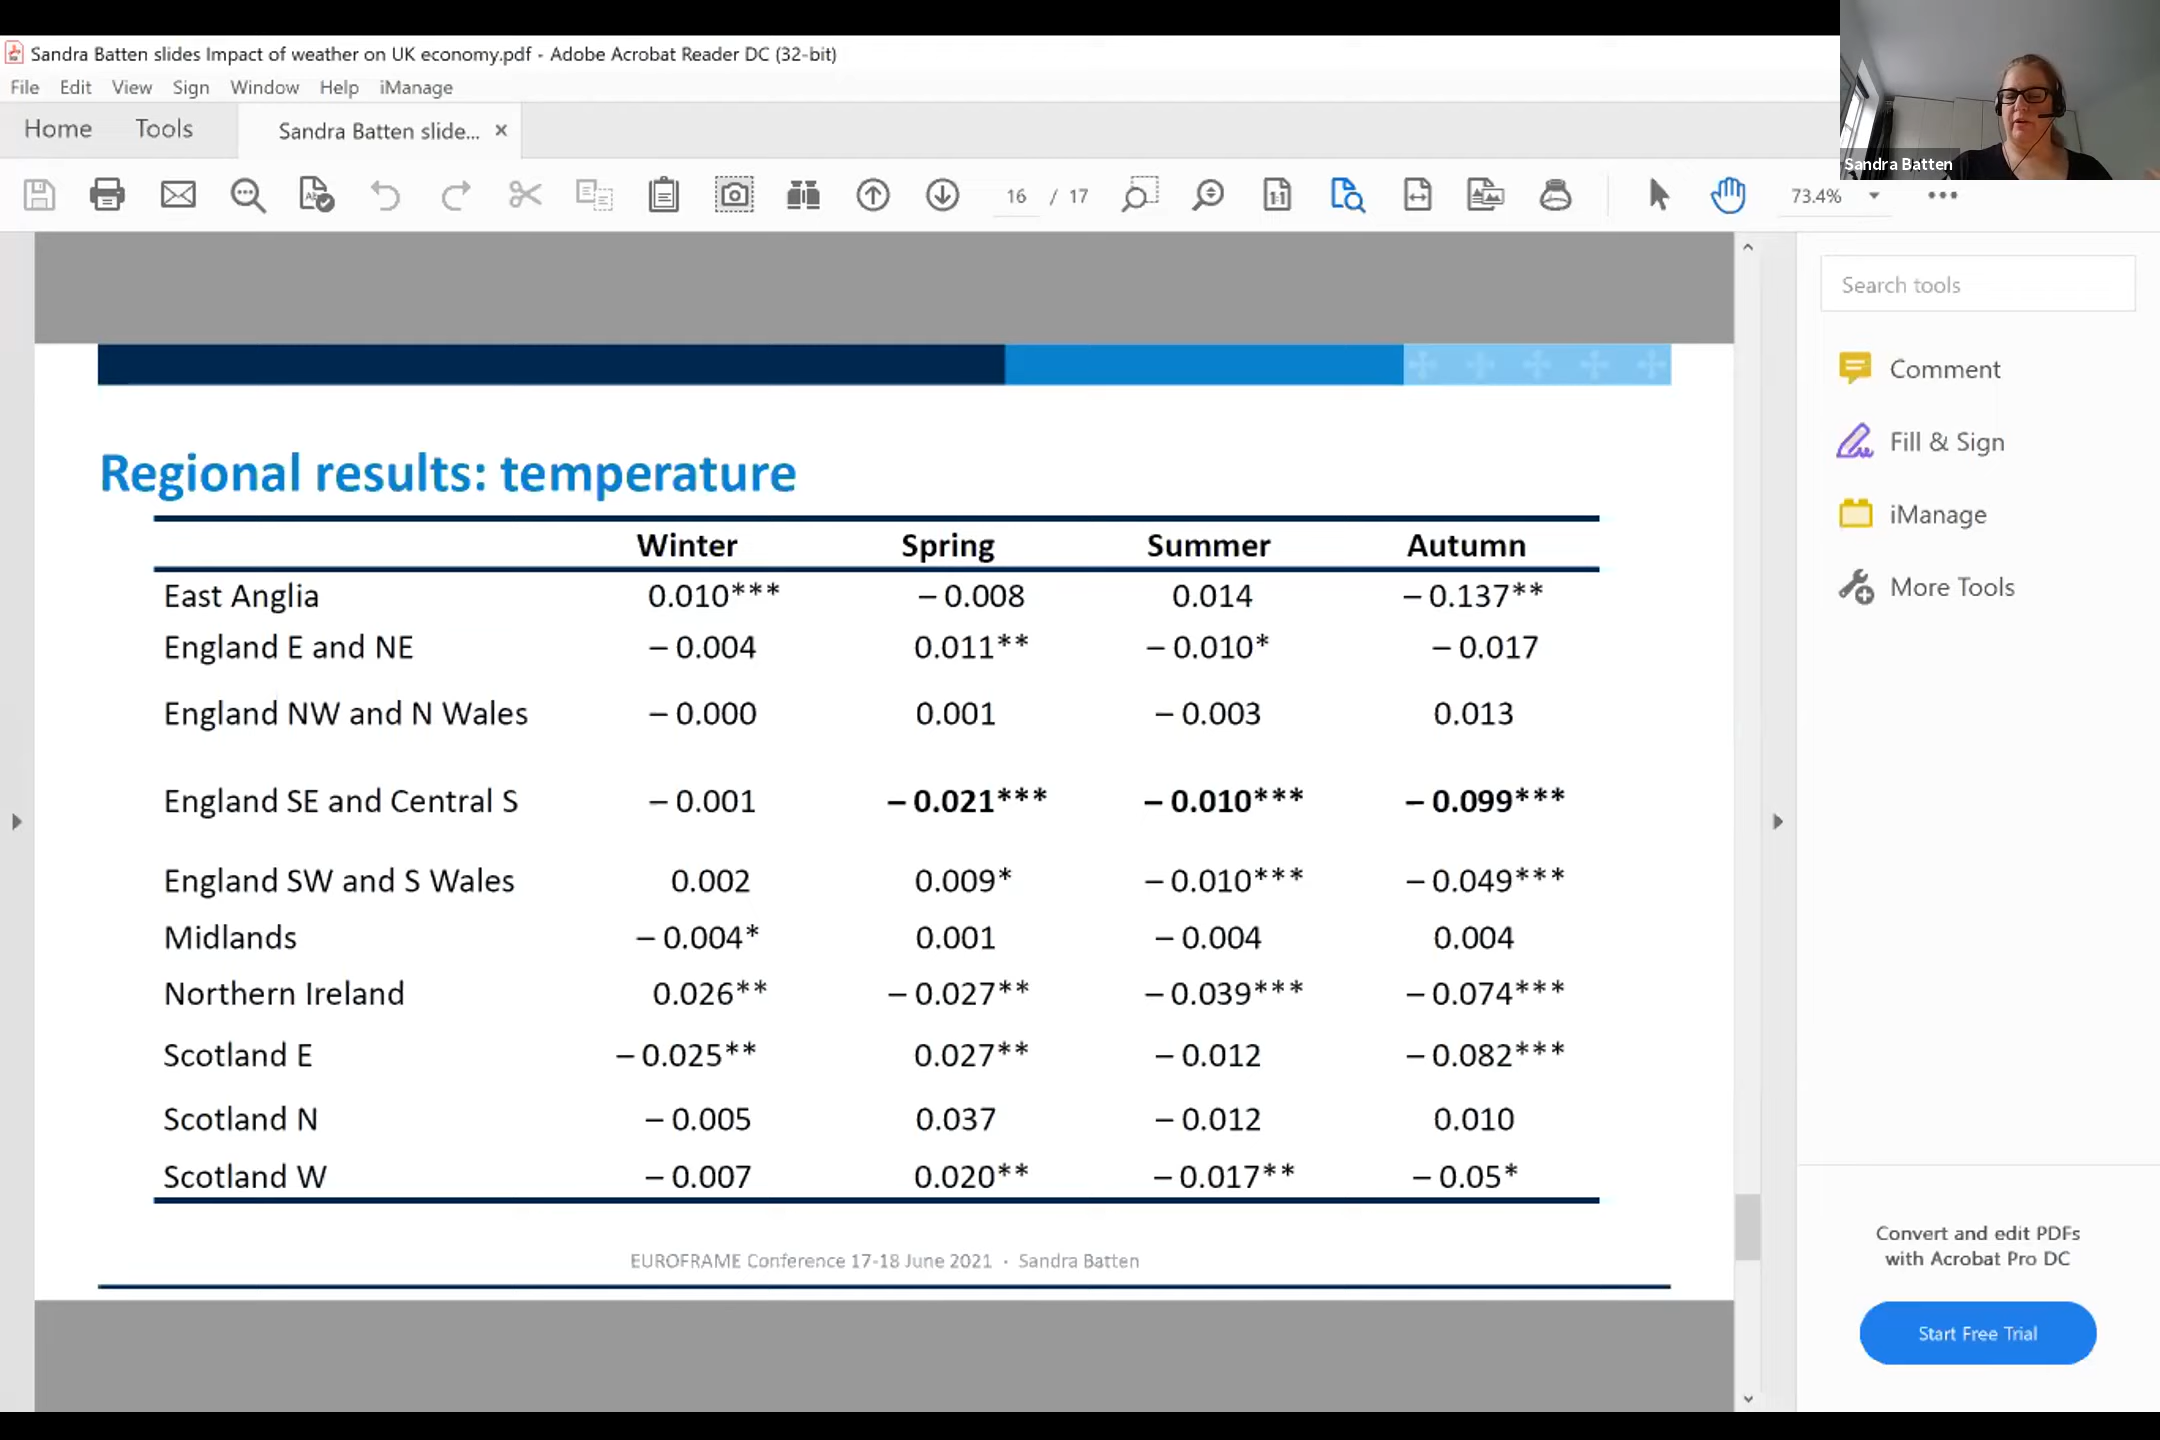 Sandra Batten slides Impact of weather on UK economy.pdf - Adobe Acrobat Reader DC (32-bit)
File Edit View Sign Window Help iManage
Home Tools Sandra Batten slide... ×
Sandra Batten
16 / 17 73.4%
Search tools
Comment
Fill & Sign
iManage
More Tools
Regional results: temperature
Winter Spring Summer Autumn
East Anglia 0.010*** – 0.008 0.014 – 0.137**
England E and NE – 0.004 0.011** – 0.010* – 0.017
England NW and N Wales – 0.000 0.001 – 0.003 0.013
England SE and Central S – 0.001 – 0.021*** – 0.010*** – 0.099***
England SW and S Wales 0.002 0.009* – 0.010*** – 0.049***
Midlands – 0.004* 0.001 – 0.004 0.004
Northern Ireland 0.026** – 0.027** – 0.039*** – 0.074***
Scotland E – 0.025** 0.027** – 0.012 – 0.082***
Scotland N – 0.005 0.037 – 0.012 0.010
Scotland W – 0.007 0.020** – 0.017** – 0.05*
EUROFRAME Conference 17-18 June 2021 · Sandra Batten
Convert and edit PDFs
with Acrobat Pro DC
Start Free Trial